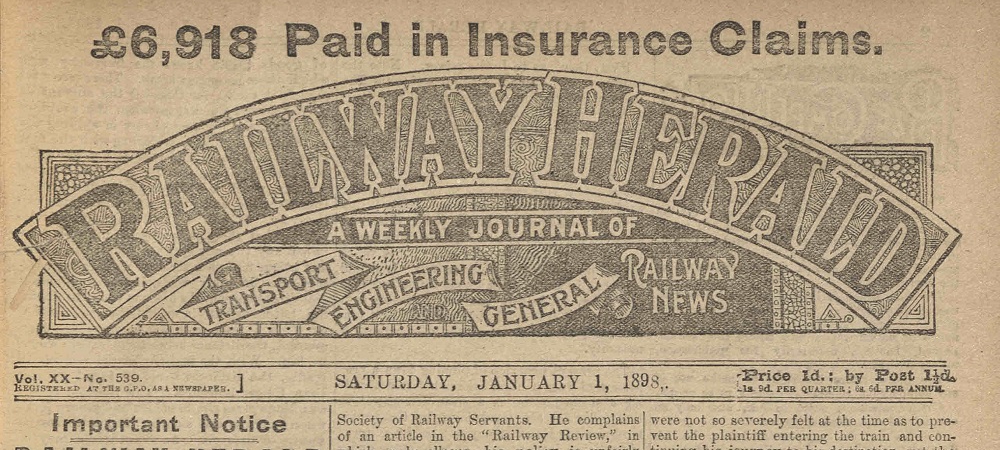 £6,918 Paid in Insurance Claims.
RAILWAY HERALD
A WEEKLY JOURNAL OF
TRANSPORT ENGINEERING AND GENERAL RAILWAY NEWS.
Vol. XX-No. 539.
REGISTERED AT THE G.P.O. AS A NEWSPAPER.]
SATURDAY, JANUARY 1, 1898.
Price 1d.; by Post 1½d.
1s. 9d. PER QUARTER; 6s. 6d. PER ANNUM.
Important Notice
Society of Railway Servants. He complains
of an article in the "Railway Review," in
were not so severely felt at the time as to pre-
vent the plaintiff entering the train and con-